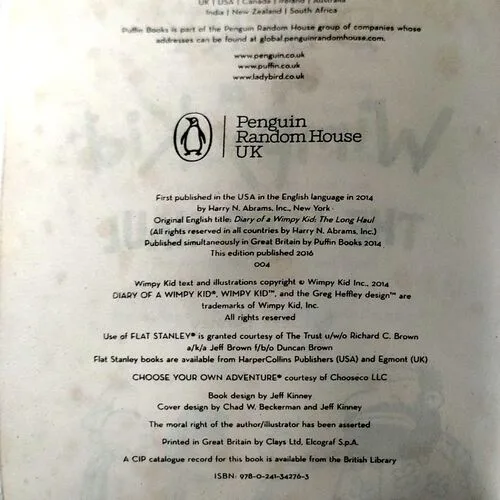 UK | USA | Canada | Ireland | Australia
India | New Zealand | South Africa
Puffin Books is part of the Penguin Random House group of companies whose
addresses can be found at global.penguinrandomhouse.com.
www.penguin.co.uk
www.puffin.co.uk
www.ladybird.co.uk
Penguin
Random House
UK
First published in the USA in the English language in 2014
by Harry N. Abrams, Inc., New York
Original English title: Diary of a Wimpy Kid: The Long Haul
(All rights reserved in all countries by Harry N. Abrams, Inc.)
Published simultaneously in Great Britain by Puffin Books 2014
This edition published 2016
004
Wimpy Kid text and illustrations copyright © Wimpy Kid Inc., 2014
DIARY OF A WIMPY KID®, WIMPY KID™, and the Greg Heffley design™ are
trademarks of Wimpy Kid, Inc.
All rights reserved
Use of FLAT STANLEY® is granted courtesy of The Trust u/w/o Richard C. Brown
a/k/a Jeff Brown f/b/o Duncan Brown
Flat Stanley books are available from HarperCollins Publishers (USA) and Egmont (UK)
CHOOSE YOUR OWN ADVENTURE® courtesy of Chooseco LLC
Book design by Jeff Kinney
Cover design by Chad W. Beckerman and Jeff Kinney
The moral right of the author/illustrator has been asserted
Printed in Great Britain by Clays Ltd, Elcograf S.p.A.
A CIP catalogue record for this book is available from the British Library
ISBN: 978-0-241-34276-3